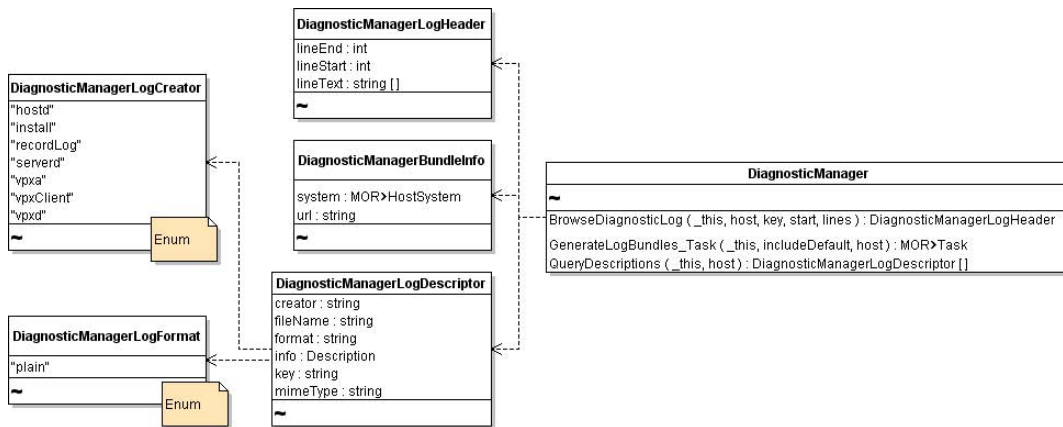 DiagnosticManagerLogHeader
lineEnd : int
lineStart : int
lineText : string [ ]
~
DiagnosticManagerLogCreator
"hostd"
"install"
"recordLog"
"serverd"
"vpxa"
"vpxClient"
"vpxd"
~
Enum
DiagnosticManagerBundleInfo
system : MOR>HostSystem
url : string
~
DiagnosticManager
~
BrowseDiagnosticLog ( _this, host, key, start, lines ) : DiagnosticManagerLogHeader
GenerateLogBundles_Task ( _this, includeDefault, host ) : MOR>Task
QueryDescriptions ( _this, host ) : DiagnosticManagerLogDescriptor [ ]
DiagnosticManagerLogDescriptor
creator : string
fileName : string
format : string
info : Description
key : string
mimeType : string
~
DiagnosticManagerLogFormat
"plain"
~
Enum